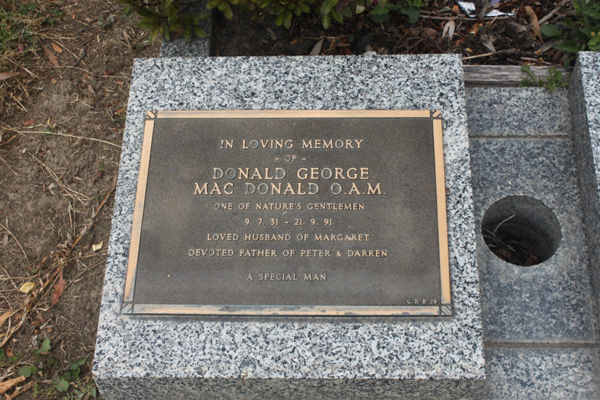 IN LOVING MEMORY
- OF -
DONALD GEORGE
MAC DONALD O.A.M.
ONE OF NATURE'S GENTLEMEN
9. 7. 31 - 21. 9. 91.
LOVED HUSBAND OF MARGARET
DEVOTED FATHER OF PETER & DARREN
A SPECIAL MAN